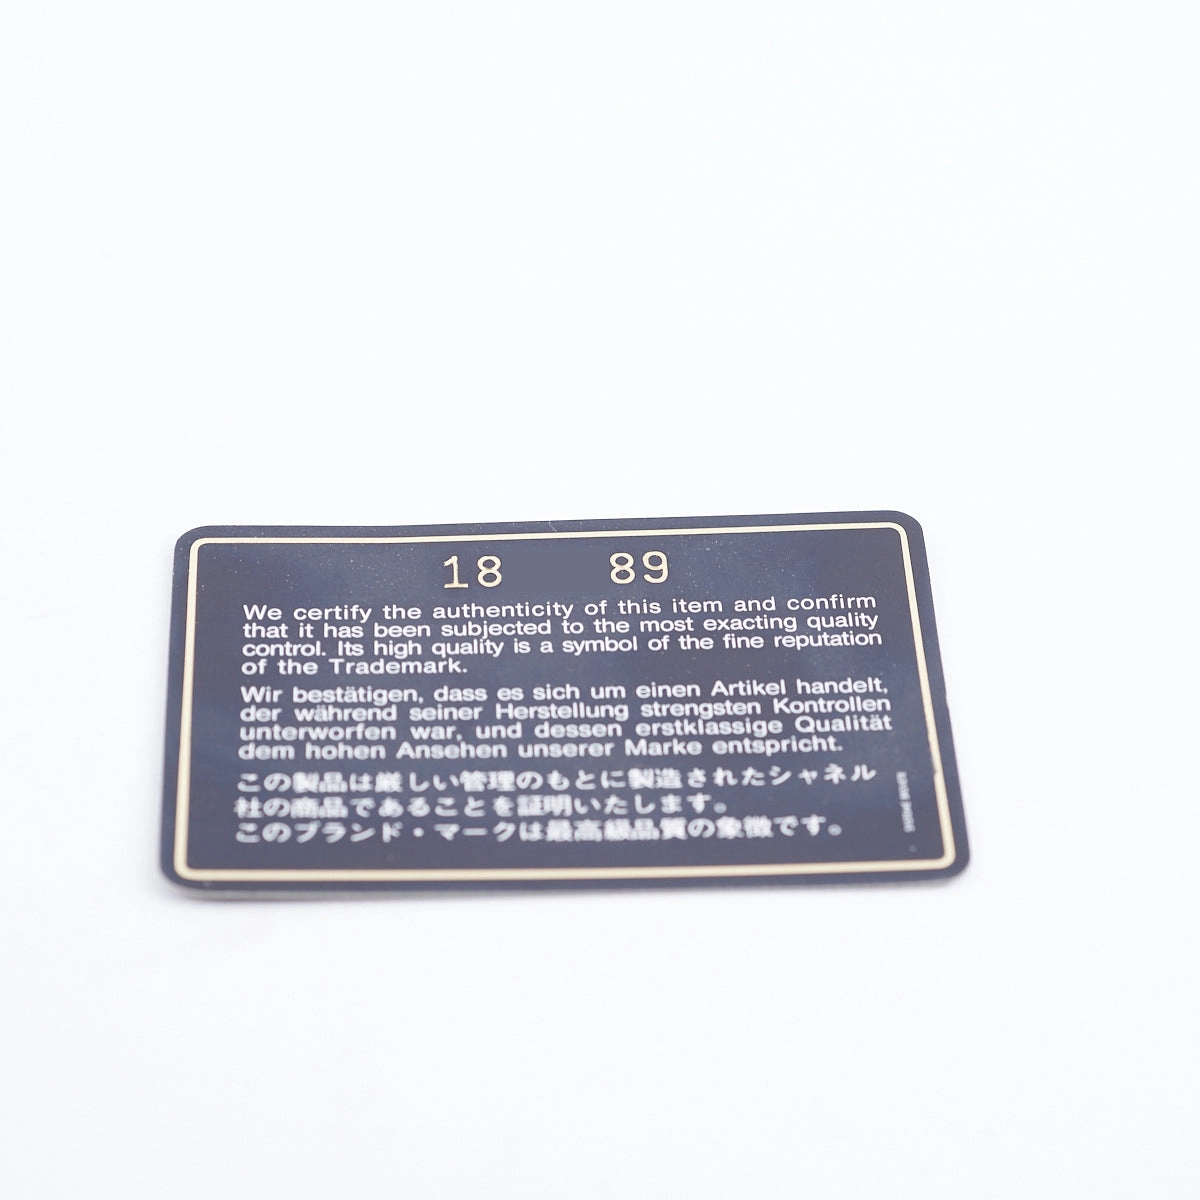 18 89
We certify the authenticity of this item and confirm
that it has been subjected to the most exacting quality
control. Its high quality is a symbol of the fine reputation
of the Trademark.
Wir bestätigen, dass es sich um einen Artikel handelt,
der während seiner Herstellung strengsten Kontrollen
unterworfen war, und dessen erstklassige Qualität
dem hohen Ansehen unserer Marke entspricht.
この製品は厳しい管理のもとに製造されたシャネル
社の商品であることを証明いたします。
このブランド・マークは最高級品質の象徴です。